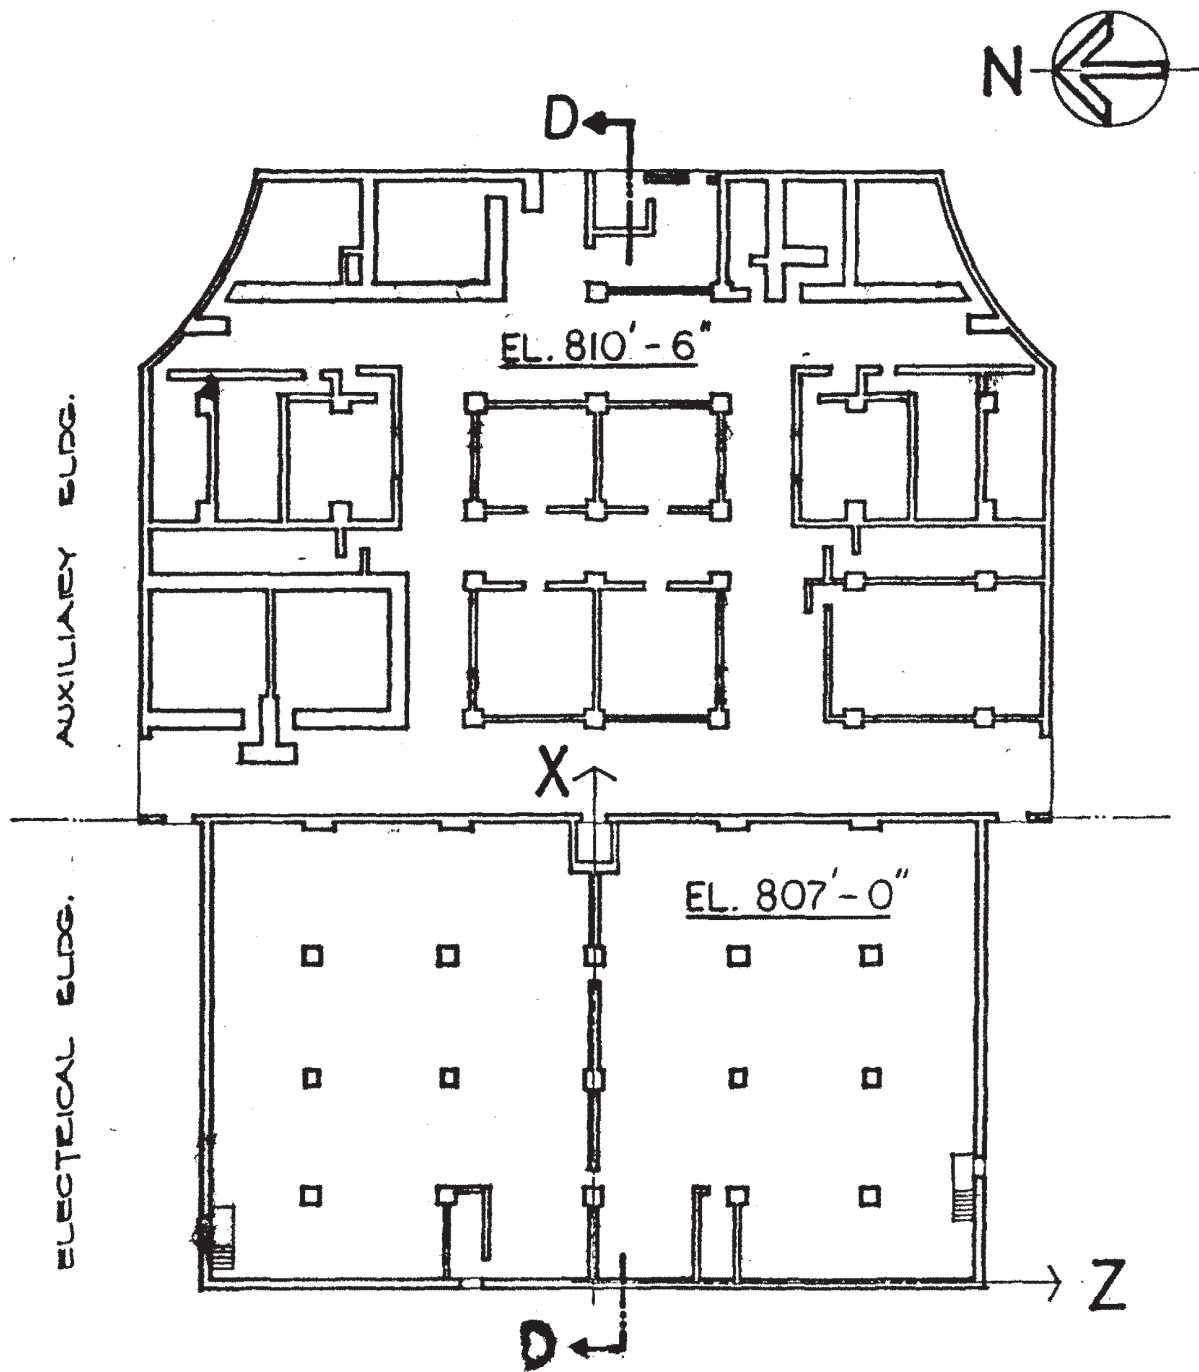 N
D
EL. 810'-6"
AUXILIARY BLDG.
X
EL. 807'-0"
ELECTRICAL BLDG.
Z
D